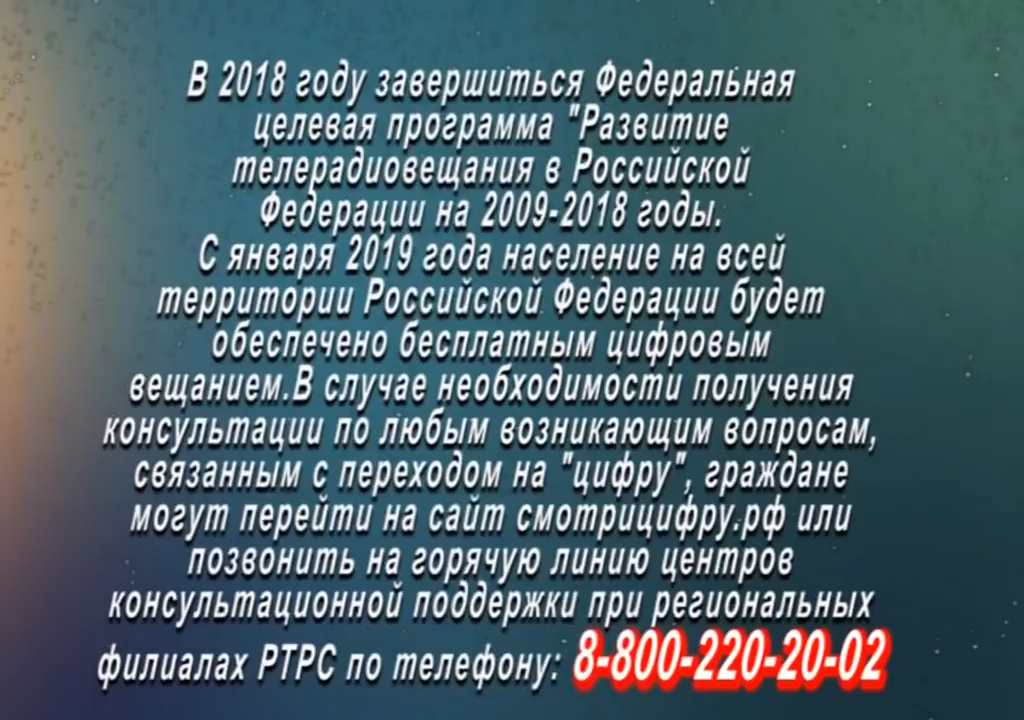 В 2018 году завершиться Федеральная
целевая программа "Развитие
телерадиовещания в Российской
Федерации на 2009-2018 годы.
С января 2019 года население на всей
территории Российской Федерации будет
обеспечено бесплатным цифровым
вещанием.В случае необходимости получения
консультации по любым возникающим вопросам,
связанным с переходом на "цифру", граждане
могут перейти на сайт смотрицифру.рф или
позвонить на горячую линию центров
консультационной поддержки при региональных
филиалах РТРС по телефону: 8-800-220-20-02